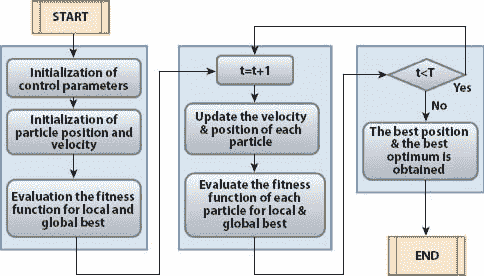 START
Initialization of
control parameters
Initialization of
particle position and
velocity
Evaluation the fitness
function for local and
global best
t=t+1
Update the velocity
& position of each
particle
Evaluate the fitness
function of each
particle for local &
global best
t<T
Yes
No
The best position
& the best
optimum is
obtained
END